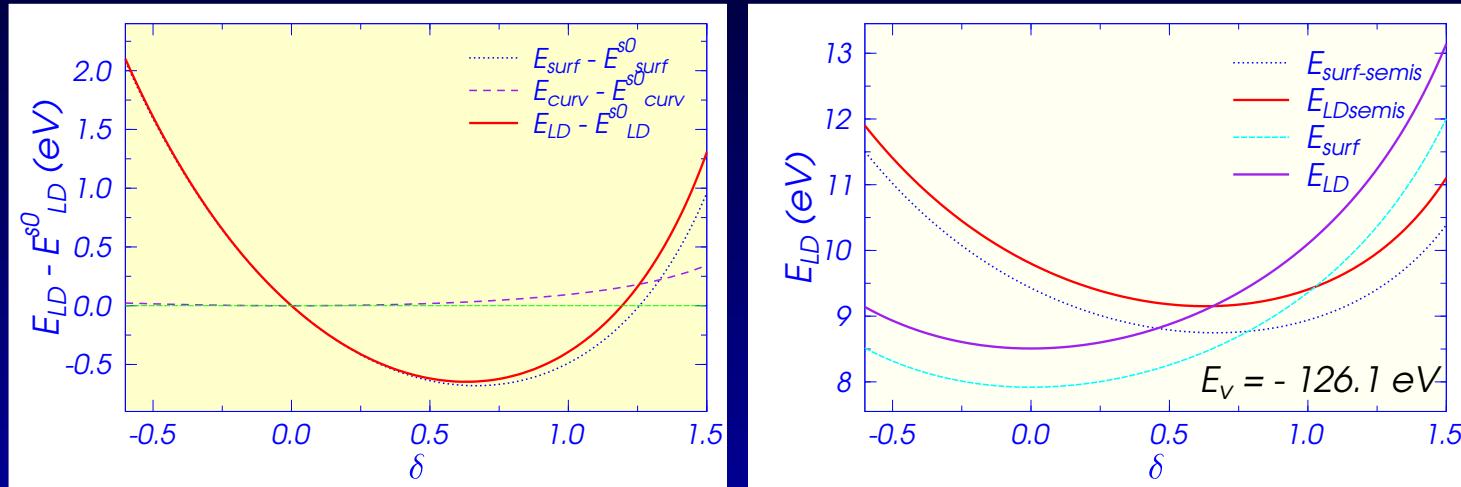 E_LD - E^s0_LD (eV)
2.0
1.5
1.0
0.5
0.0
-0.5
-0.5 0.0 0.5 1.0 1.5
δ
E_surf - E^s0_surf
E_curv - E^s0_curv
E_LD - E^s0_LD
E_LD (eV)
13
12
11
10
9
8
-0.5 0.0 0.5 1.0 1.5
δ
E_surf-semis
E_LDsemis
E_surf
E_LD
E_v = - 126.1 eV